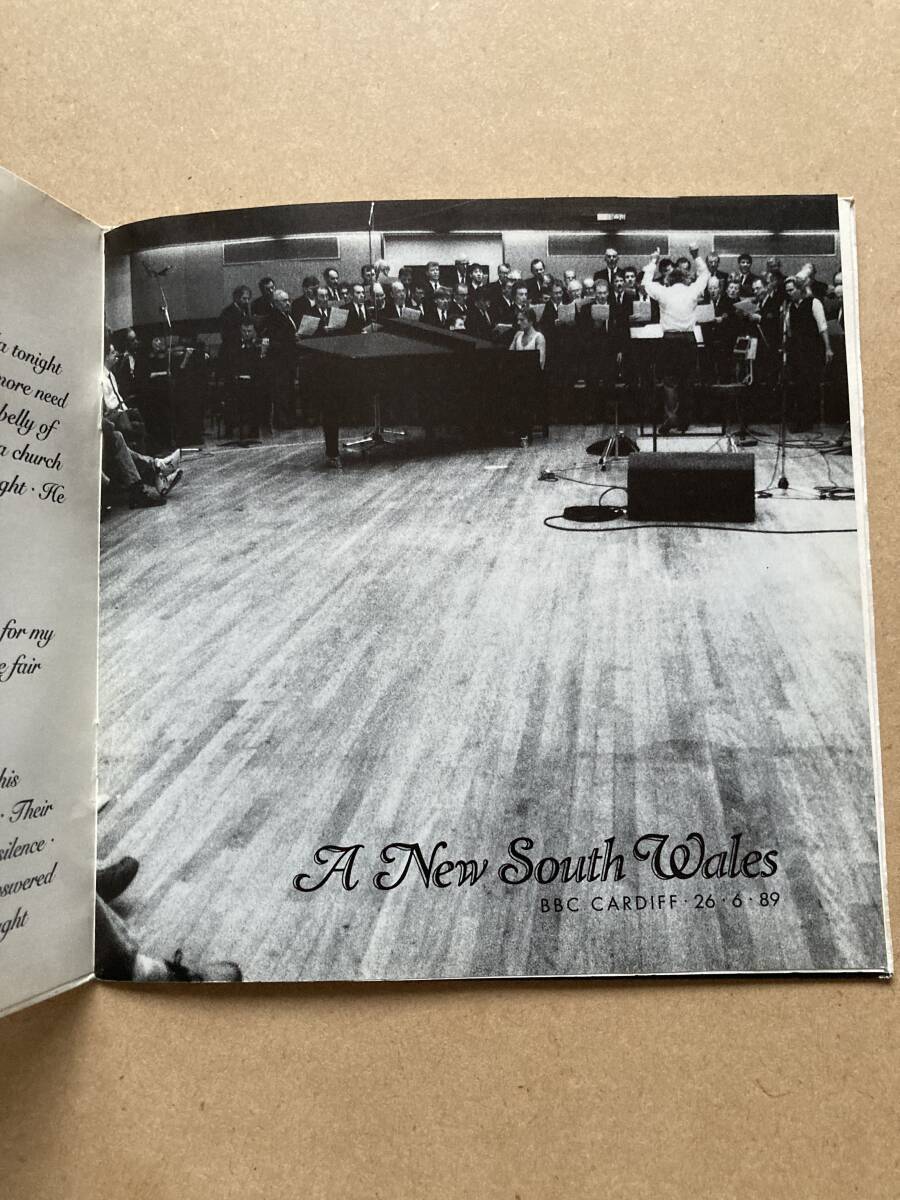 a tonight
more need
belly of
a church
ght · He
for my
e fair
his
· Their
silence ·
swered
ght
A New South Wales
BBC CARDIFF · 26 · 6 · 89